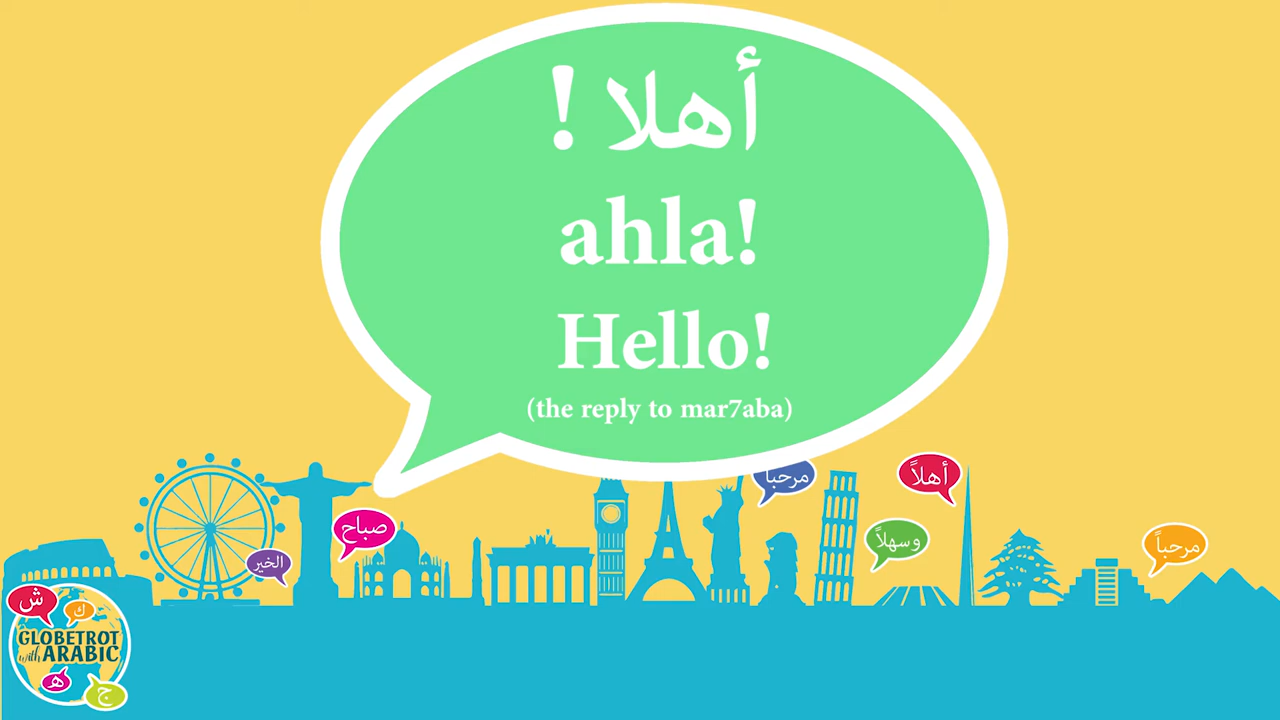 أهلا !
ahla!
Hello!
(the reply to mar7aba)
مرحباً
أهلاً
صباح
وسهلاً
مرحباً
الخير
ش
ك
GLOBETROT
with ARABIC
ه
ج